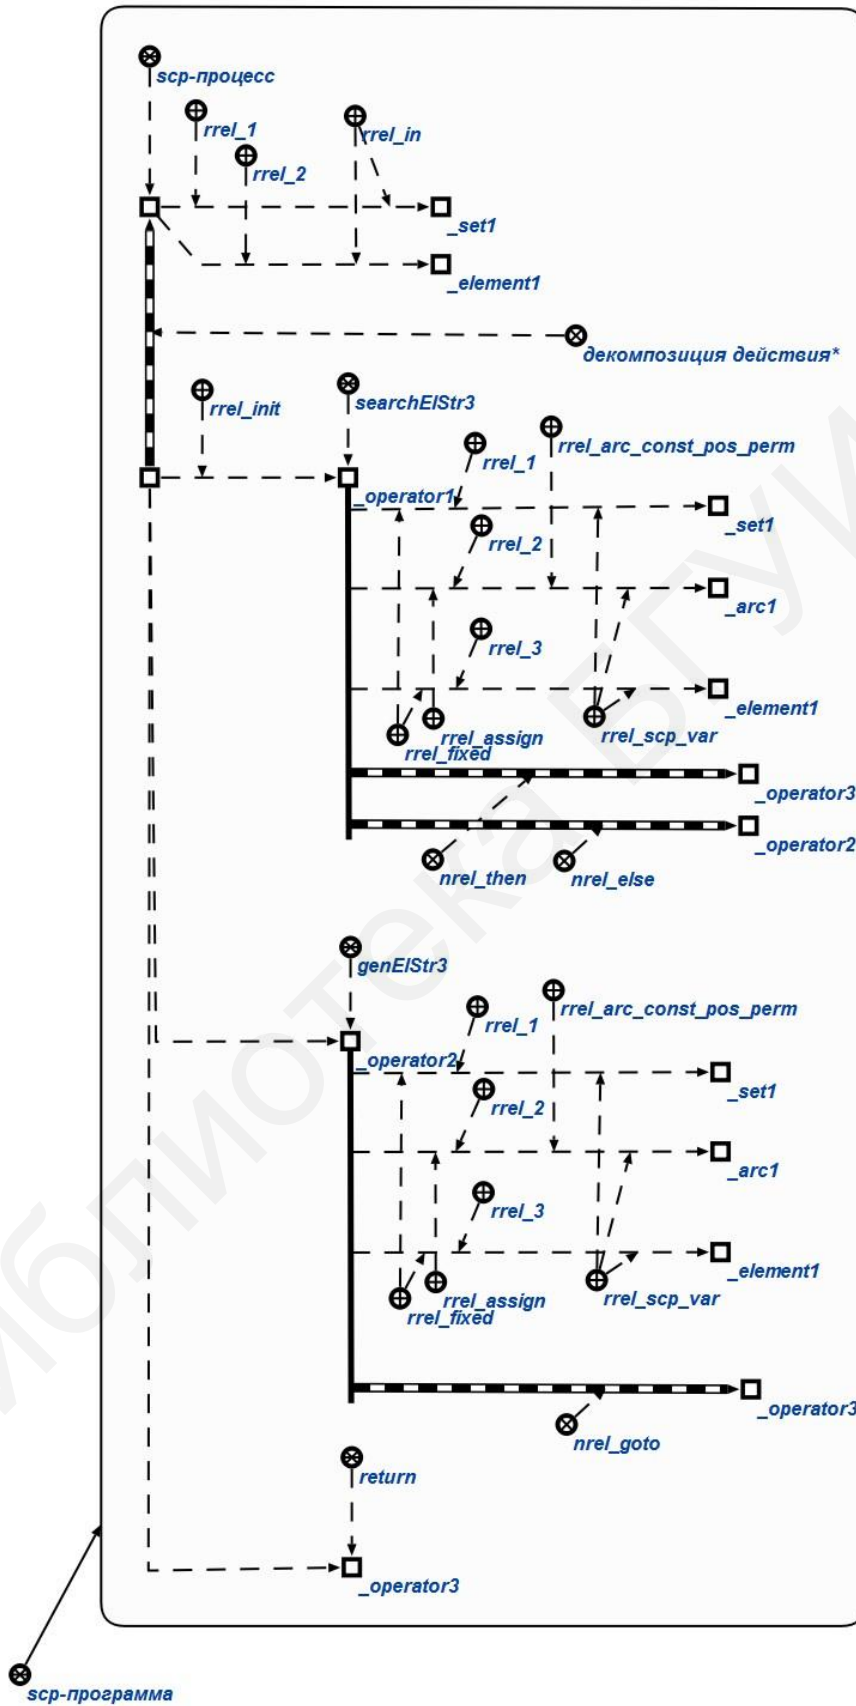 scp-процесс
rrel_1
rrel_in
rrel_2
_set1
_element1
декомпозиция действия*
rrel_init
searchElStr3
rrel_1
rrel_arc_const_pos_perm
_operator1
_set1
rrel_2
_arc1
rrel_3
_element1
rrel_assign
rrel_scp_var
rrel_fixed
_operator3
_operator2
nrel_then
nrel_else
genElStr3
rrel_1
rrel_arc_const_pos_perm
_operator2
_set1
rrel_2
_arc1
rrel_3
_element1
rrel_assign
rrel_scp_var
rrel_fixed
_operator3
nrel_goto
return
_operator3
scp-программа